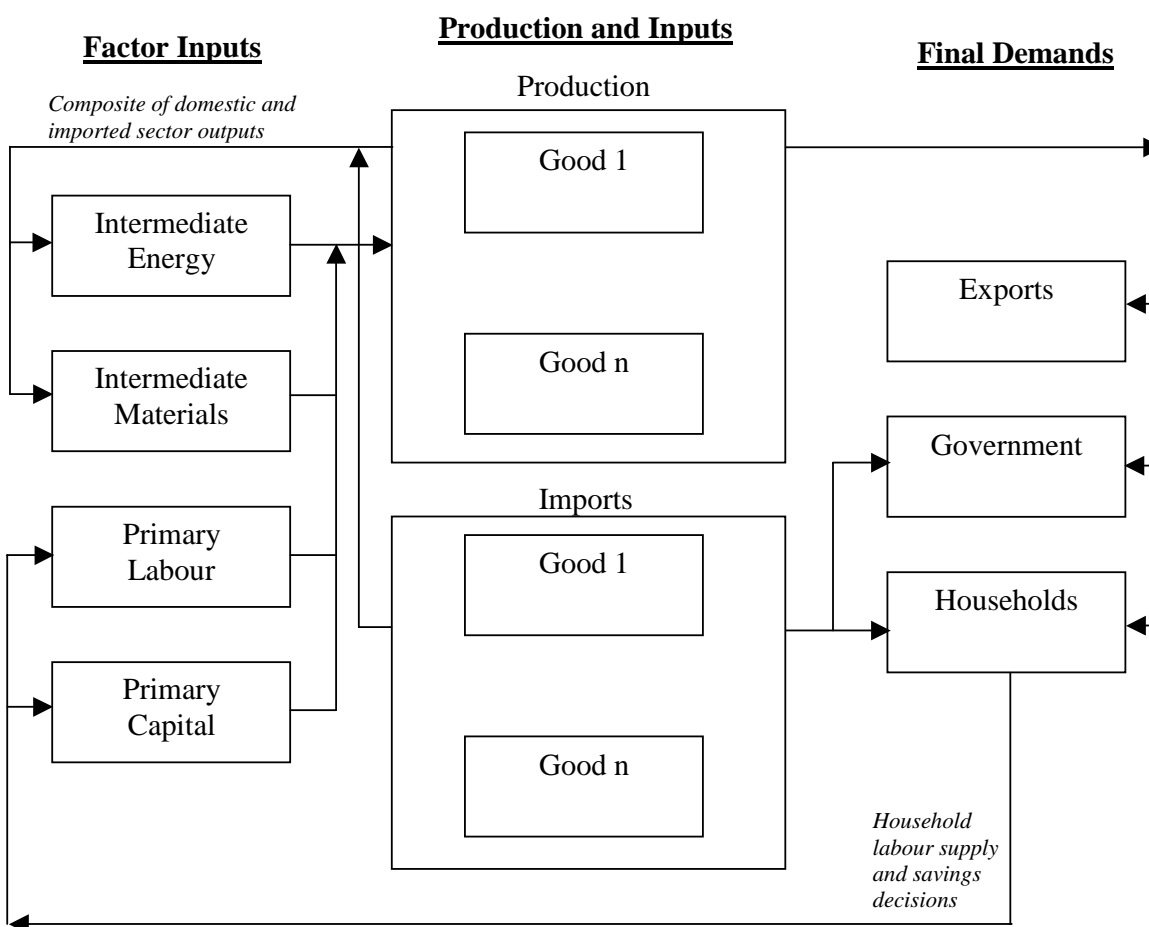 Factor Inputs
Production and Inputs
Final Demands
Composite of domestic and
imported sector outputs
Production
Good 1
Good n
Intermediate
Energy
Intermediate
Materials
Primary
Labour
Primary
Capital
Imports
Good 1
Good n
Exports
Government
Households
Household
labour supply
and savings
decisions